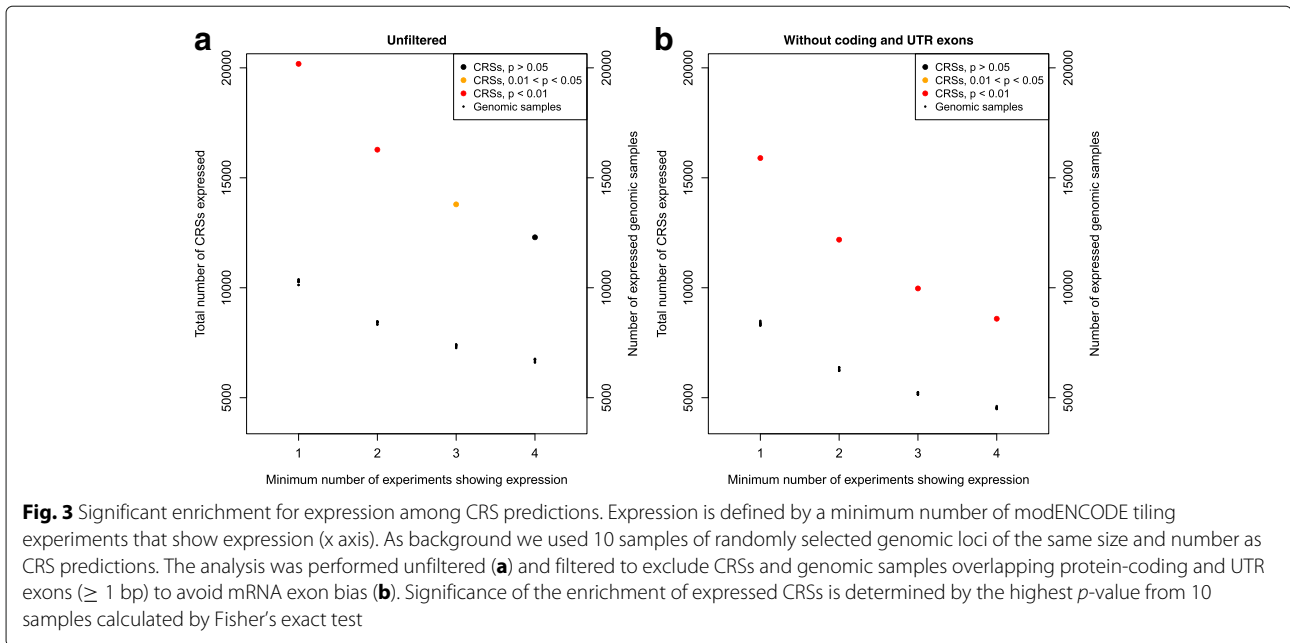 a
Unfiltered
CRSs, p > 0.05
CRSs, 0.01 < p < 0.05
CRSs, p < 0.01
Genomic samples
Total number of CRSs expressed
5000
10000
15000
20000
Number of expressed genomic samples
5000
10000
15000
20000
1 2 3 4
Minimum number of experiments showing expression
b
Without coding and UTR exons
CRSs, p > 0.05
CRSs, 0.01 < p < 0.05
CRSs, p < 0.01
Genomic samples
Total number of CRSs expressed
5000
10000
15000
20000
Number of expressed genomic samples
5000
10000
15000
20000
1 2 3 4
Minimum number of experiments showing expression
Fig. 3 Significant enrichment for expression among CRS predictions. Expression is defined by a minimum number of modENCODE tiling
experiments that show expression (x axis). As background we used 10 samples of randomly selected genomic loci of the same size and number as
CRS predictions. The analysis was performed unfiltered (a) and filtered to exclude CRSs and genomic samples overlapping protein-coding and UTR
exons (≥ 1 bp) to avoid mRNA exon bias (b). Significance of the enrichment of expressed CRSs is determined by the highest p-value from 10
samples calculated by Fisher's exact test